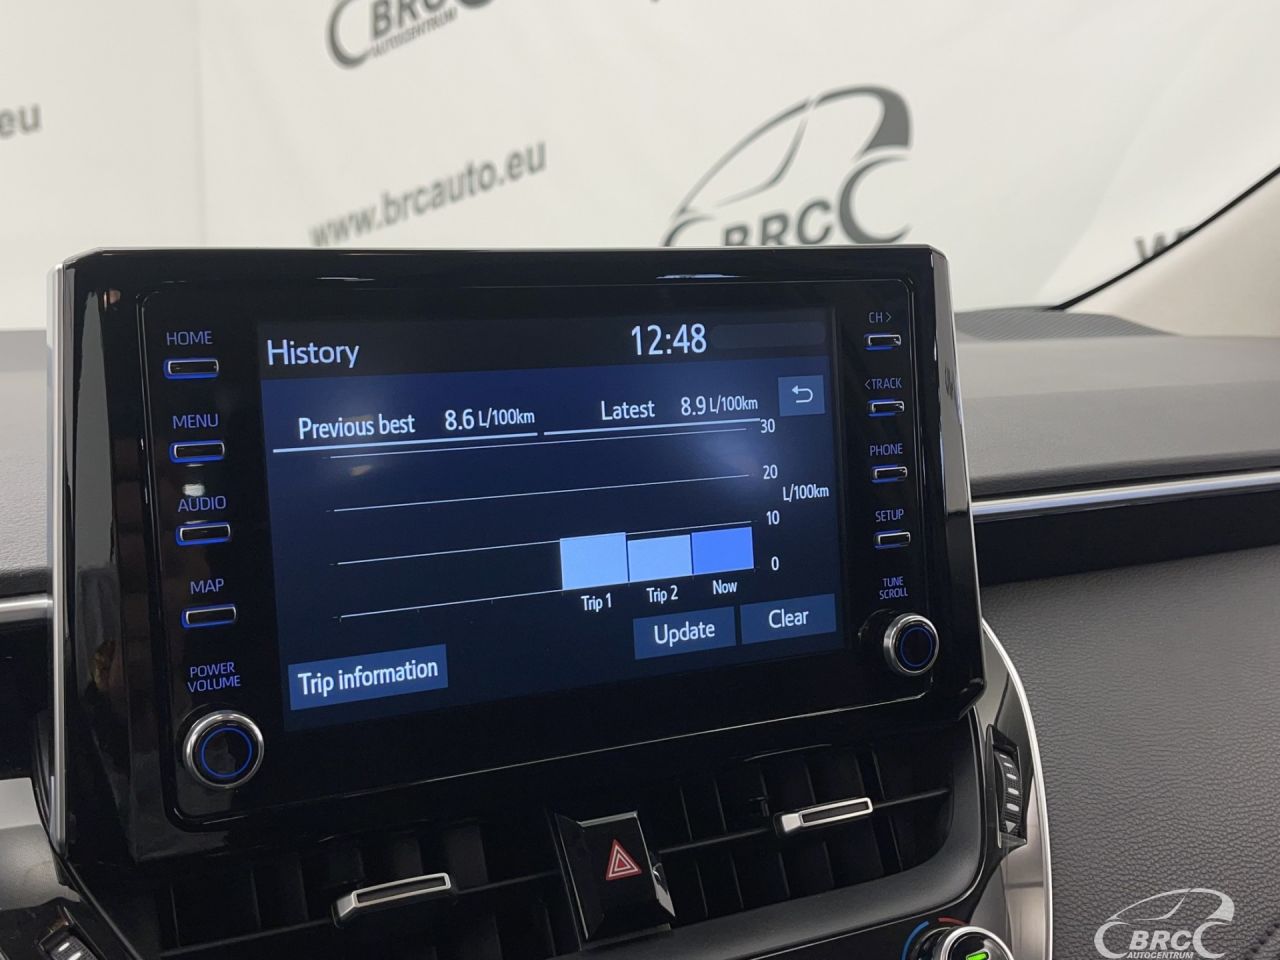 BRC
AUTOCENTRUM
eu
www.brcauto.eu
BRC
W
HOME
MENU
AUDIO
MAP
POWER
VOLUME
History
12:48
Previous best 8.6 L/100km
Latest 8.9 L/100km
30
20
L/100km
10
0
Trip 1 Trip 2 Now
Update Clear
Trip information
CH >
< TRACK
PHONE
SETUP
TUNE
SCROLL
BRC
AUTOCENTRUM